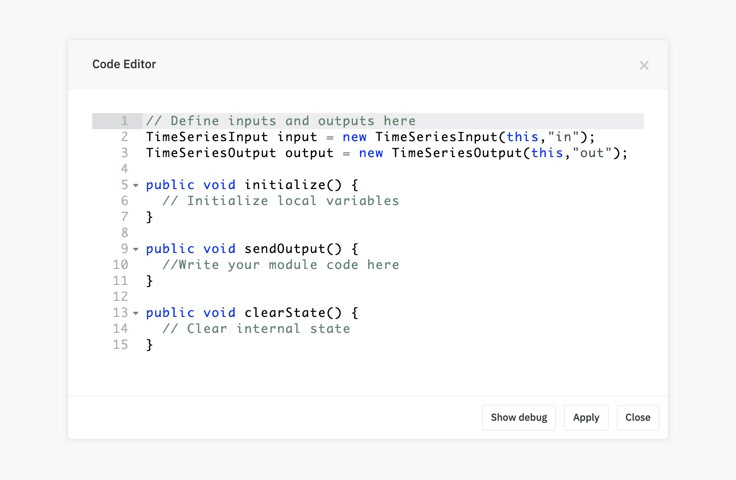 Code Editor
×
1 // Define inputs and outputs here
2 TimeSeriesInput input = new TimeSeriesInput(this,"in");
3 TimeSeriesOutput output = new TimeSeriesOutput(this,"out");
4
5 public void initialize() {
6   // Initialize local variables
7 }
8
9 public void sendOutput() {
10   //Write your module code here
11 }
12
13 public void clearState() {
14   // Clear internal state
15 }
Show debug Apply Close